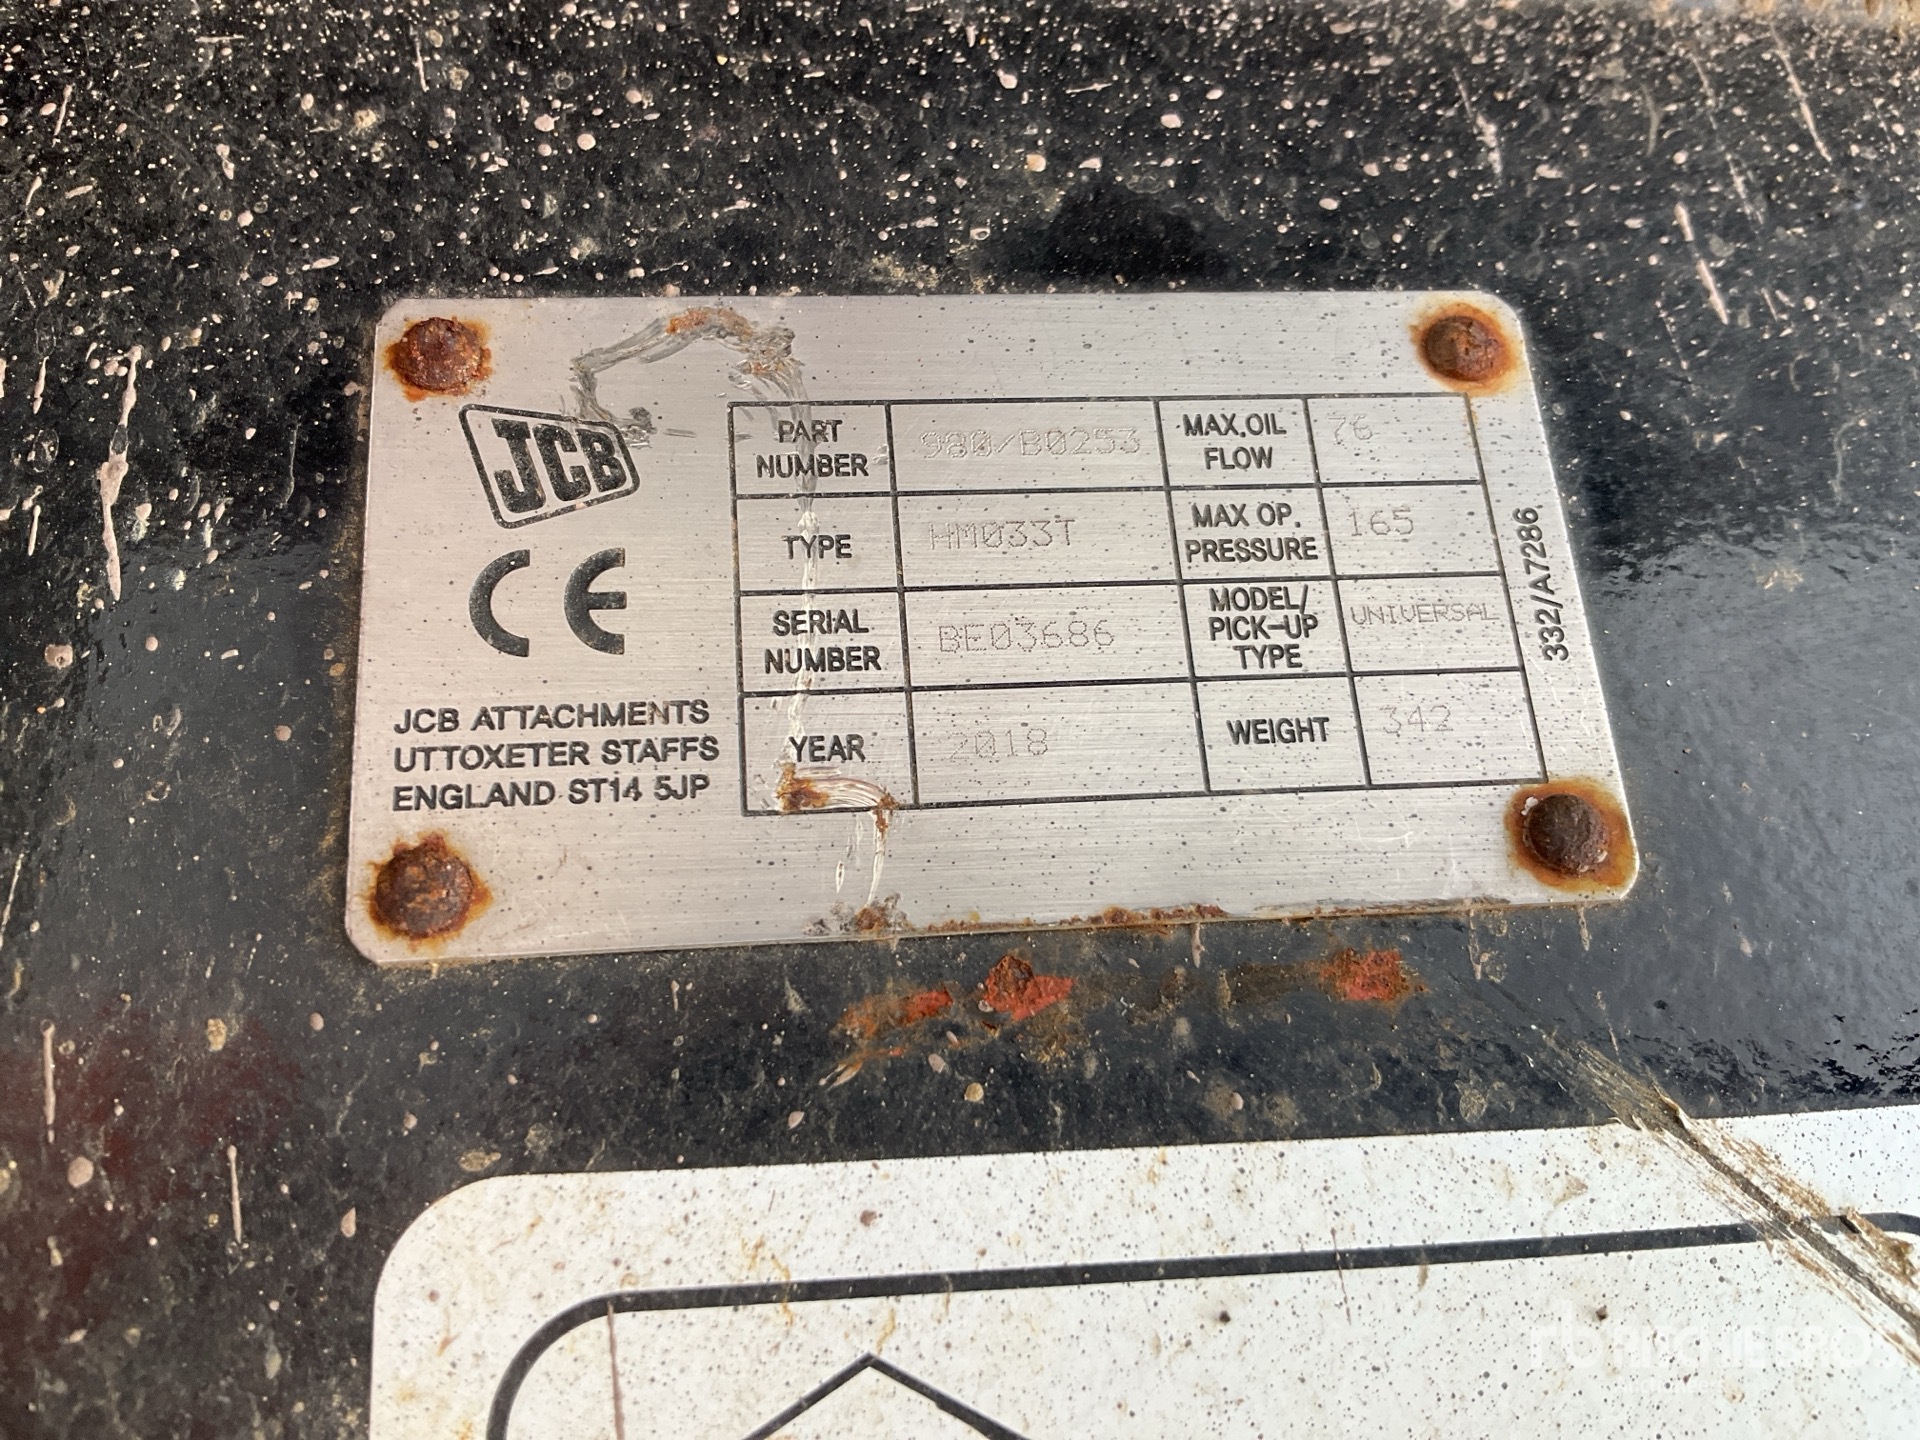 JCB
CE
JCB ATTACHMENTS
UTTOXETER STAFFS
ENGLAND ST14 5JP
PART NUMBER 980/B0253 MAX.OIL FLOW 76
TYPE HM033T MAX OP. PRESSURE 165
SERIAL NUMBER BE03686 MODEL/ PICK-UP TYPE UNIVERSAL
YEAR 2018 WEIGHT 342
332/A7286